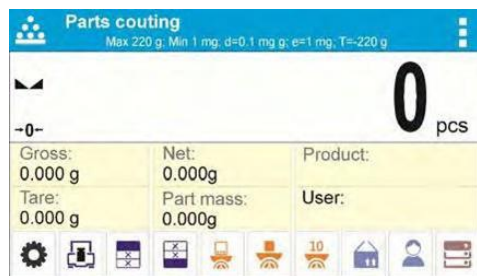 Parts couting
Max 220 g; Min 1 mg; d=0.1 mg g; e=1 mg; T=-220 g
0 pcs
→0←
Gross: Net: Product:
0.000 g 0.000g
Tare: Part mass: User:
0.000 g 0.000g
x x 10
x x